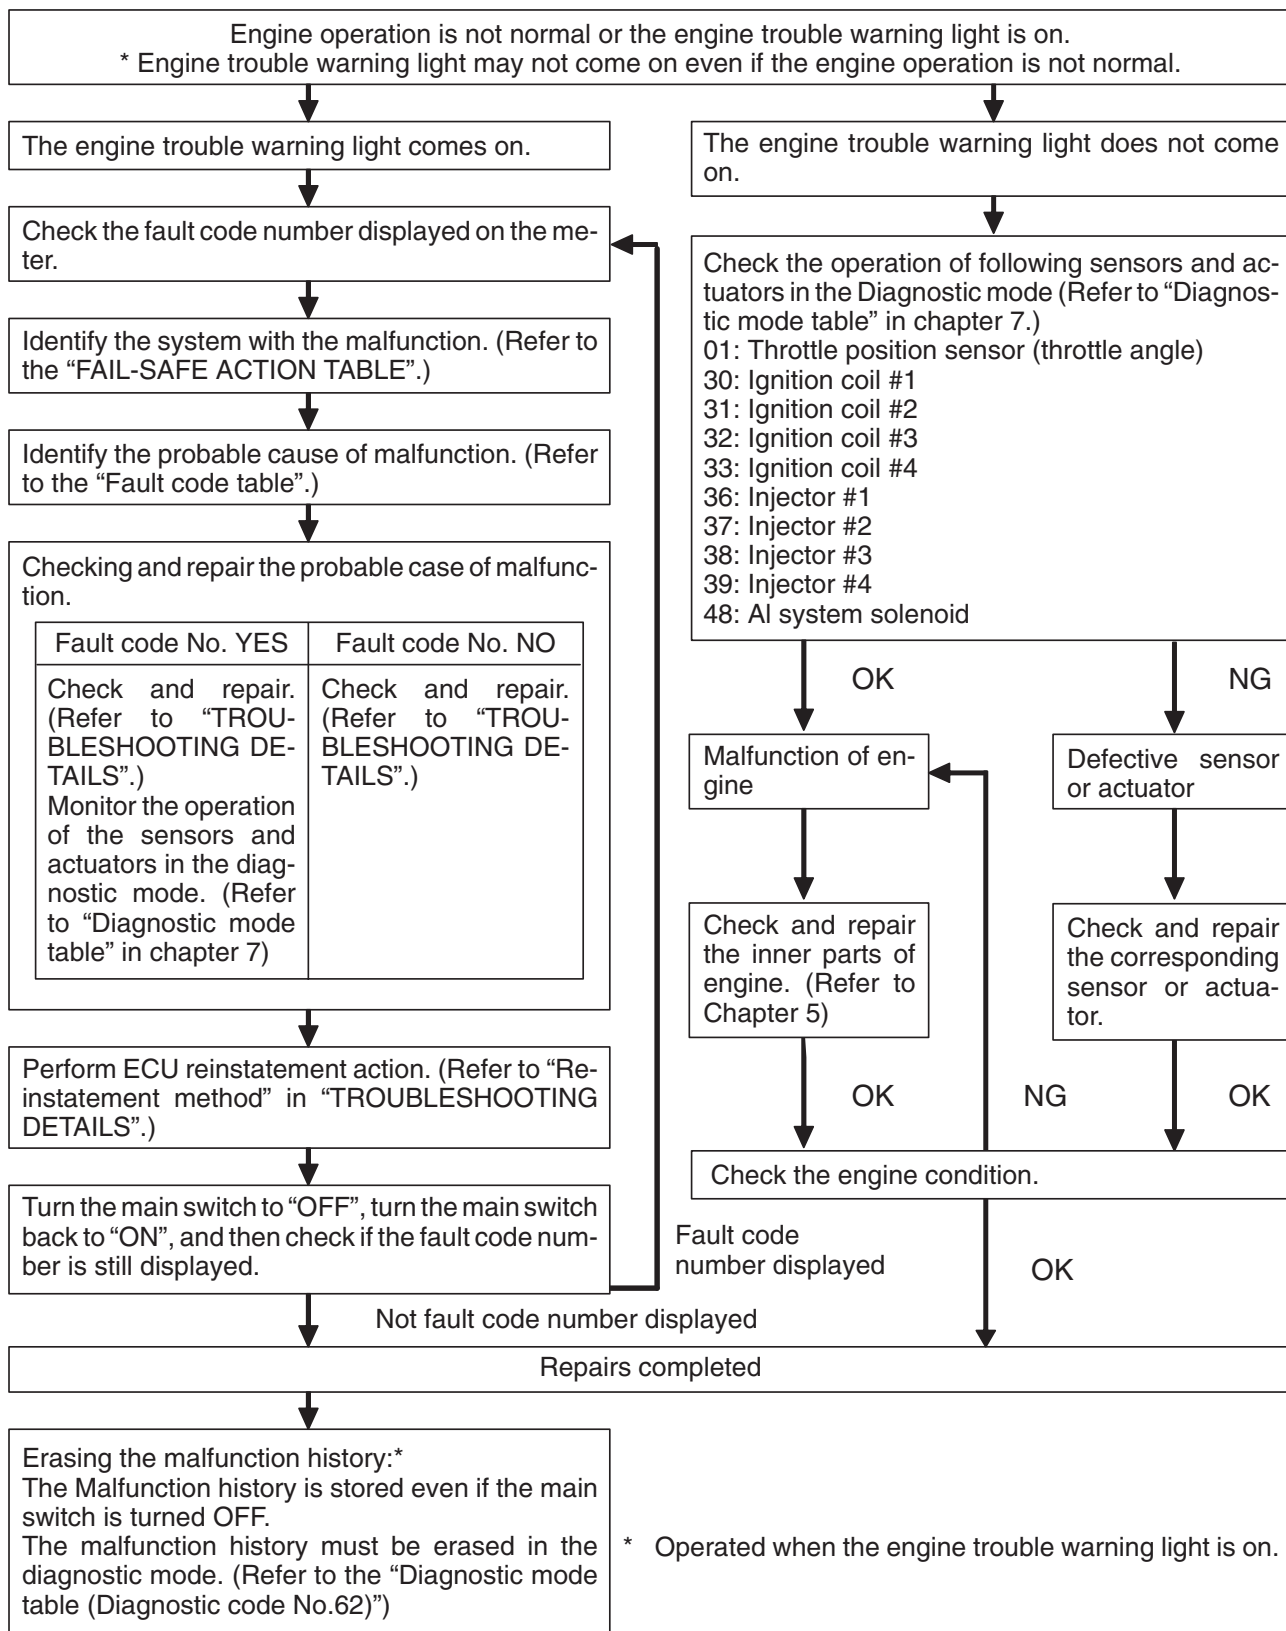 Engine operation is not normal or the engine trouble warning light is on.
* Engine trouble warning light may not come on even if the engine operation is not normal.
The engine trouble warning light comes on.
Check the fault code number displayed on the me-
ter.
Identify the system with the malfunction. (Refer to
the “FAIL-SAFE ACTION TABLE”.)
Identify the probable cause of malfunction. (Refer
to the “Fault code table”.)
Checking and repair the probable case of malfunc-
tion.
Fault code No. YES
Check and repair.
(Refer to “TROU-
BLESHOOTING DE-
TAILS”.)
Monitor the operation
of the sensors and
actuators in the diag-
nostic mode. (Refer
to “Diagnostic mode
table” in chapter 7)
Fault code No. NO
Check and repair.
(Refer to “TROU-
BLESHOOTING DE-
TAILS”.)
Perform ECU reinstatement action. (Refer to “Re-
instatement method” in “TROUBLESHOOTING
DETAILS”.)
Turn the main switch to “OFF”, turn the main switch
back to “ON”, and then check if the fault code num-
ber is still displayed.
Fault code
number displayed
Not fault code number displayed
The engine trouble warning light does not come
on.
Check the operation of following sensors and ac-
tuators in the Diagnostic mode (Refer to “Diagnos-
tic mode table” in chapter 7.)
01: Throttle position sensor (throttle angle)
30: Ignition coil #1
31: Ignition coil #2
32: Ignition coil #3
33: Ignition coil #4
36: Injector #1
37: Injector #2
38: Injector #3
39: Injector #4
48: AI system solenoid
OK
NG
Malfunction of en-
gine
Defective sensor
or actuator
Check and repair
the inner parts of
engine. (Refer to
Chapter 5)
Check and repair
the corresponding
sensor or actua-
tor.
OK
NG
OK
Check the engine condition.
OK
Repairs completed
Erasing the malfunction history:*
The Malfunction history is stored even if the main
switch is turned OFF.
The malfunction history must be erased in the
diagnostic mode. (Refer to the “Diagnostic mode
table (Diagnostic code No.62)”)
* Operated when the engine trouble warning light is on.